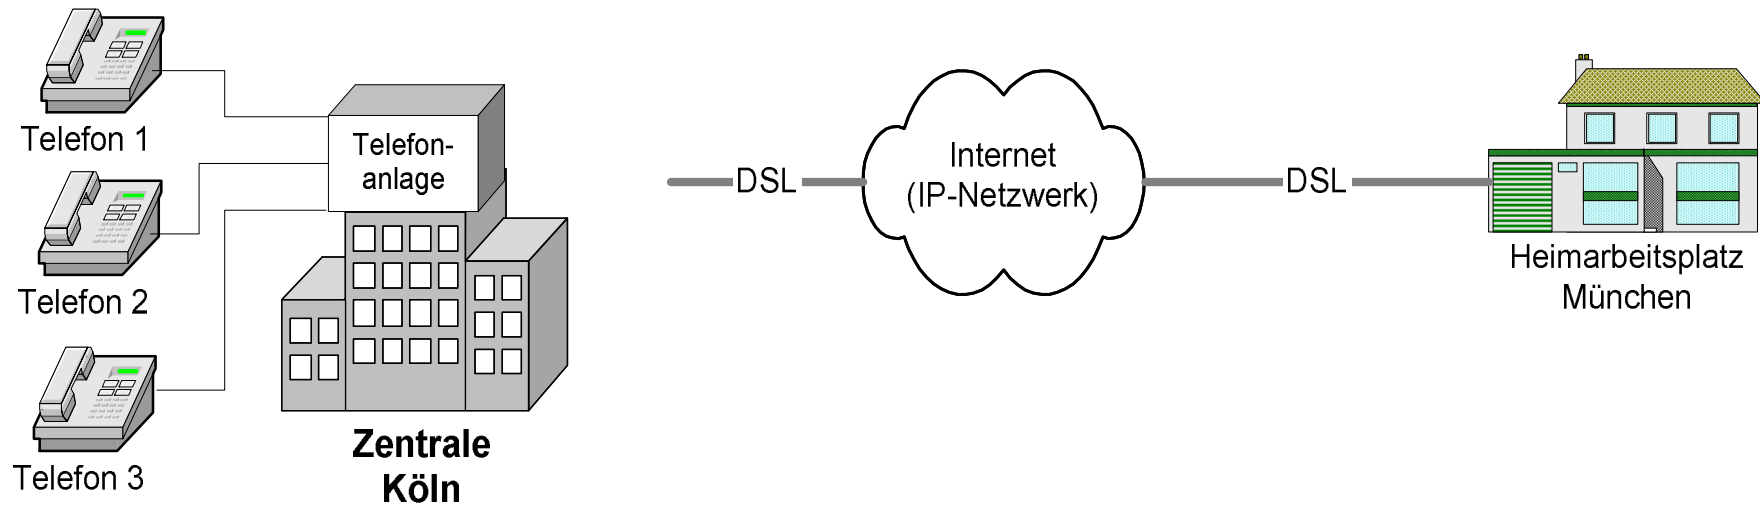 Telefon 1
Telefon 2
Telefon 3
Telefon-
anlage
Zentrale
Köln
DSL
Internet
(IP-Netzwerk)
DSL
Heimarbeitsplatz
München